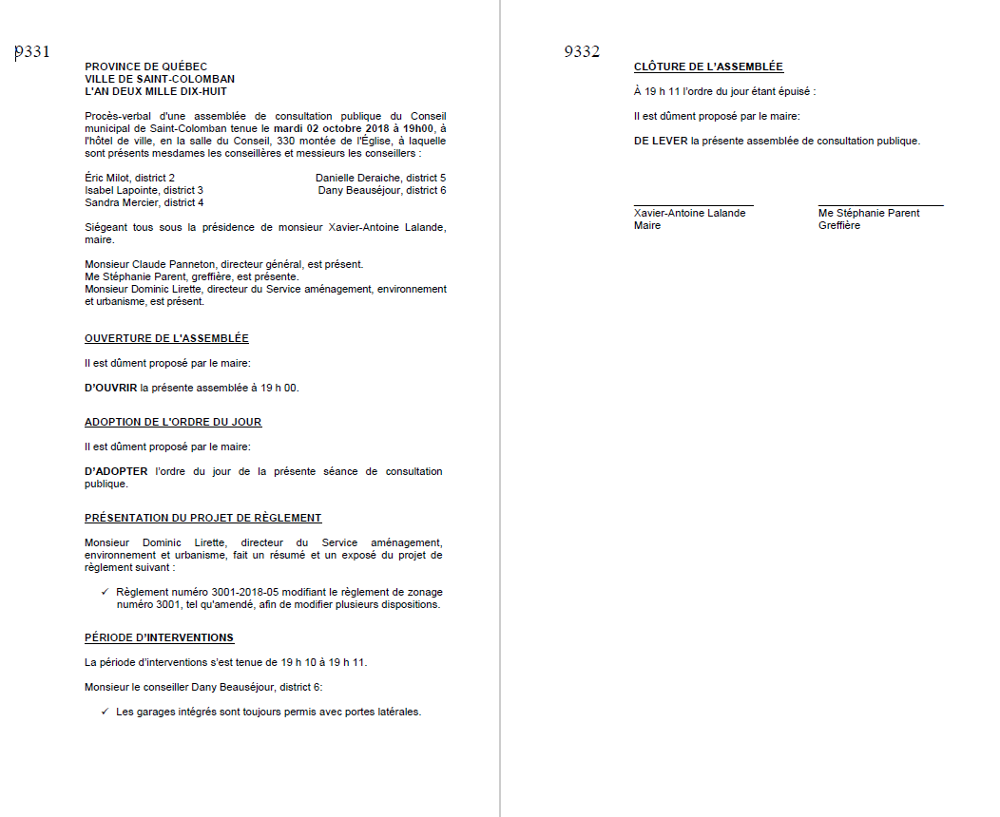 9331
PROVINCE DE QUÉBEC
VILLE DE SAINT-COLOMBAN
L'AN DEUX MILLE DIX-HUIT
Procès-verbal d'une assemblée de consultation publique du Conseil
municipal de Saint-Colomban tenue le mardi 02 octobre 2018 à 19h00, à
l'hôtel de ville, en la salle du Conseil, 330 montée de l'Église, à laquelle
sont présents mesdames les conseillères et messieurs les conseillers :
Éric Milot, district 2 Danielle Deraiche, district 5
Isabel Lapointe, district 3 Dany Beauséjour, district 6
Sandra Mercier, district 4
Siégeant tous sous la présidence de monsieur Xavier-Antoine Lalande,
maire.
Monsieur Claude Panneton, directeur général, est présent.
Me Stéphanie Parent, greffière, est présente.
Monsieur Dominic Lirette, directeur du Service aménagement, environnement
et urbanisme, est présent.
OUVERTURE DE L'ASSEMBLÉE
Il est dûment proposé par le maire:
D'OUVRIR la présente assemblée à 19 h 00.
ADOPTION DE L'ORDRE DU JOUR
Il est dûment proposé par le maire:
D'ADOPTER l'ordre du jour de la présente séance de consultation
publique.
PRÉSENTATION DU PROJET DE RÈGLEMENT
Monsieur Dominic Lirette, directeur du Service aménagement,
environnement et urbanisme, fait un résumé et un exposé du projet de
règlement suivant :
✓ Règlement numéro 3001-2018-05 modifiant le règlement de zonage
numéro 3001, tel qu'amendé, afin de modifier plusieurs dispositions.
PÉRIODE D'INTERVENTIONS
La période d'interventions s'est tenue de 19 h 10 à 19 h 11.
Monsieur le conseiller Dany Beauséjour, district 6:
✓ Les garages intégrés sont toujours permis avec portes latérales.
9332
CLÔTURE DE L'ASSEMBLÉE
À 19 h 11 l'ordre du jour étant épuisé :
Il est dûment proposé par le maire:
DE LEVER la présente assemblée de consultation publique.
Xavier-Antoine Lalande Me Stéphanie Parent
Maire Greffière